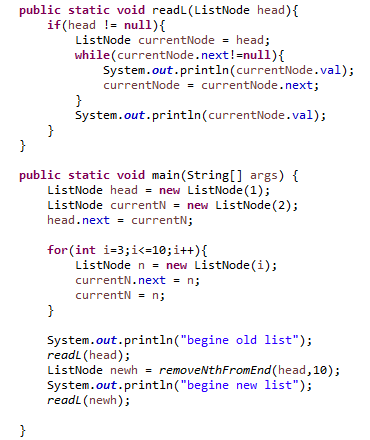 public static void readL(ListNode head){
    if(head != null){
        ListNode currentNode = head;
        while(currentNode.next!=null){
            System.out.println(currentNode.val);
            currentNode = currentNode.next;
        }
        System.out.println(currentNode.val);
    }
}
public static void main(String[] args) {
    ListNode head = new ListNode(1);
    ListNode currentN = new ListNode(2);
    head.next = currentN;
    for(int i=3;i<=10;i++){
        ListNode n = new ListNode(i);
        currentN.next = n;
        currentN = n;
    }
    System.out.println("begine old list");
    readL(head);
    ListNode newh = removeNthFromEnd(head,10);
    System.out.println("begine new list");
    readL(newh);
}